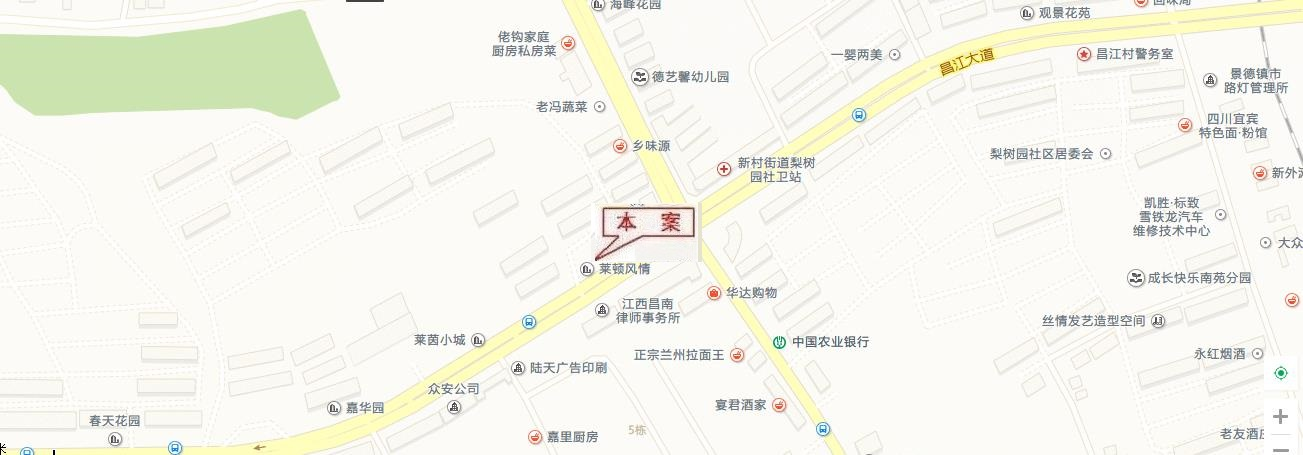 海峰花园
观景花苑
佬钩家庭
厨房私房菜
一婴两美
昌江大道
昌江村警务室
德艺馨幼儿园
景德镇市
路灯管理所
老冯蔬菜
四川宜宾
特色面·粉馆
乡味源
梨树园社区居委会
新村街道梨树
园社卫站
新外滩
凯胜·标致
雪铁龙汽车
维修技术中心
本 案
大众
莱顿风情
成长快乐南苑分园
华达购物
江西昌南
律师事务所
丝情发艺造型空间
莱茵小城
中国农业银行
正宗兰州拉面王
永红烟酒
陆天广告印刷
众安公司
嘉华园
宴君酒家
春天花园
5栋
嘉里厨房
老友酒庄